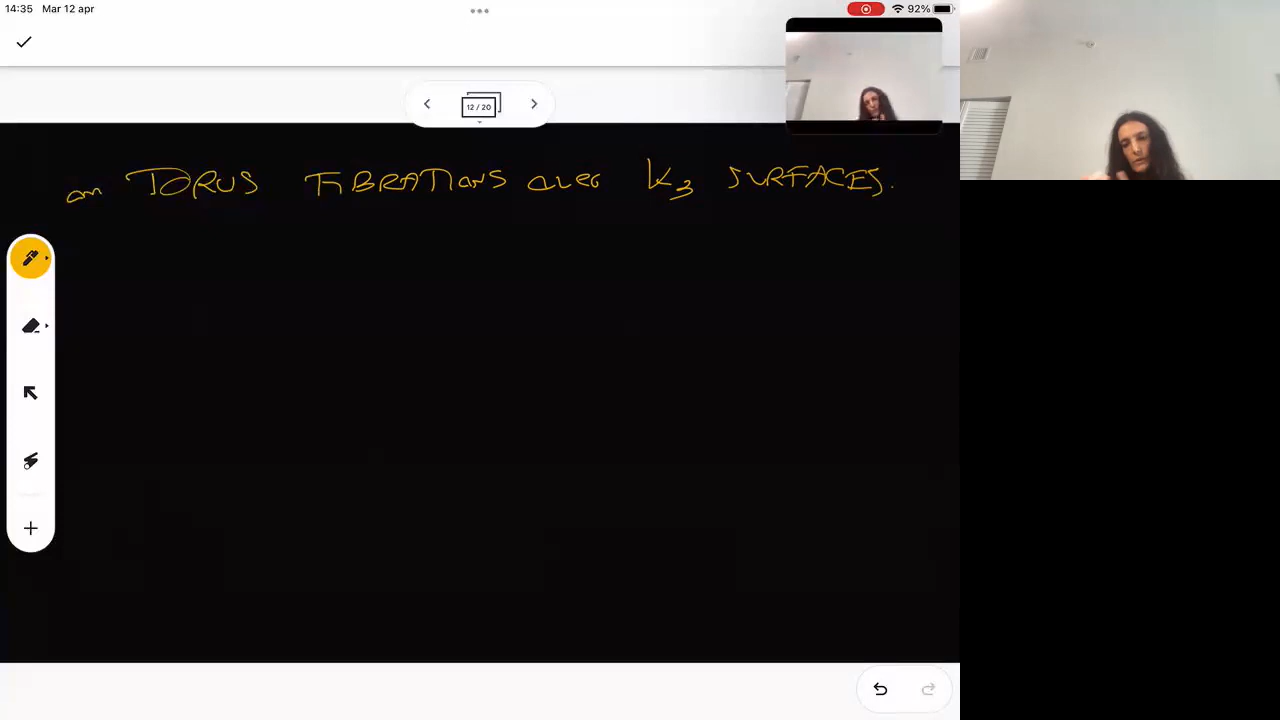 14:35 Mar 12 apr
92%
12 / 20
on TORUS FIBRATIONS over K3 SURFACES.